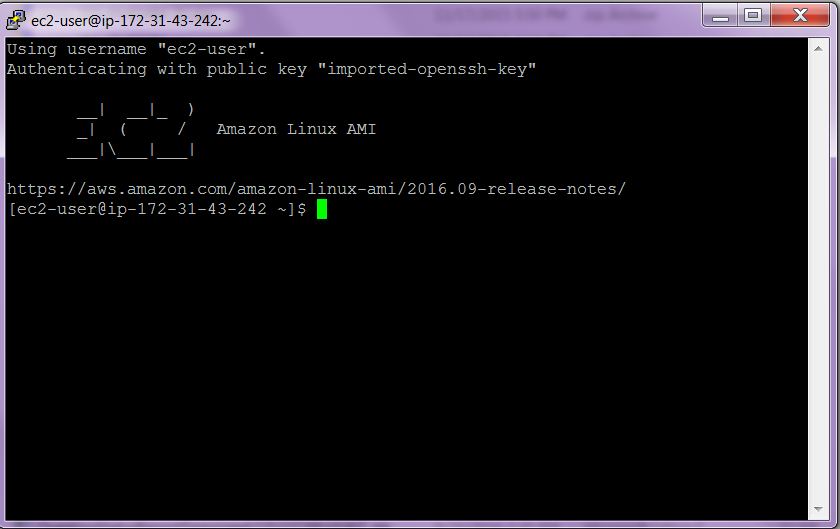 ec2-user@ip-172-31-43-242:~
Using username "ec2-user".
Authenticating with public key "imported-openssh-key"
       __|  __|_  )
       _|  (     /   Amazon Linux AMI
      ___|\___|___|
https://aws.amazon.com/amazon-linux-ami/2016.09-release-notes/
[ec2-user@ip-172-31-43-242 ~]$